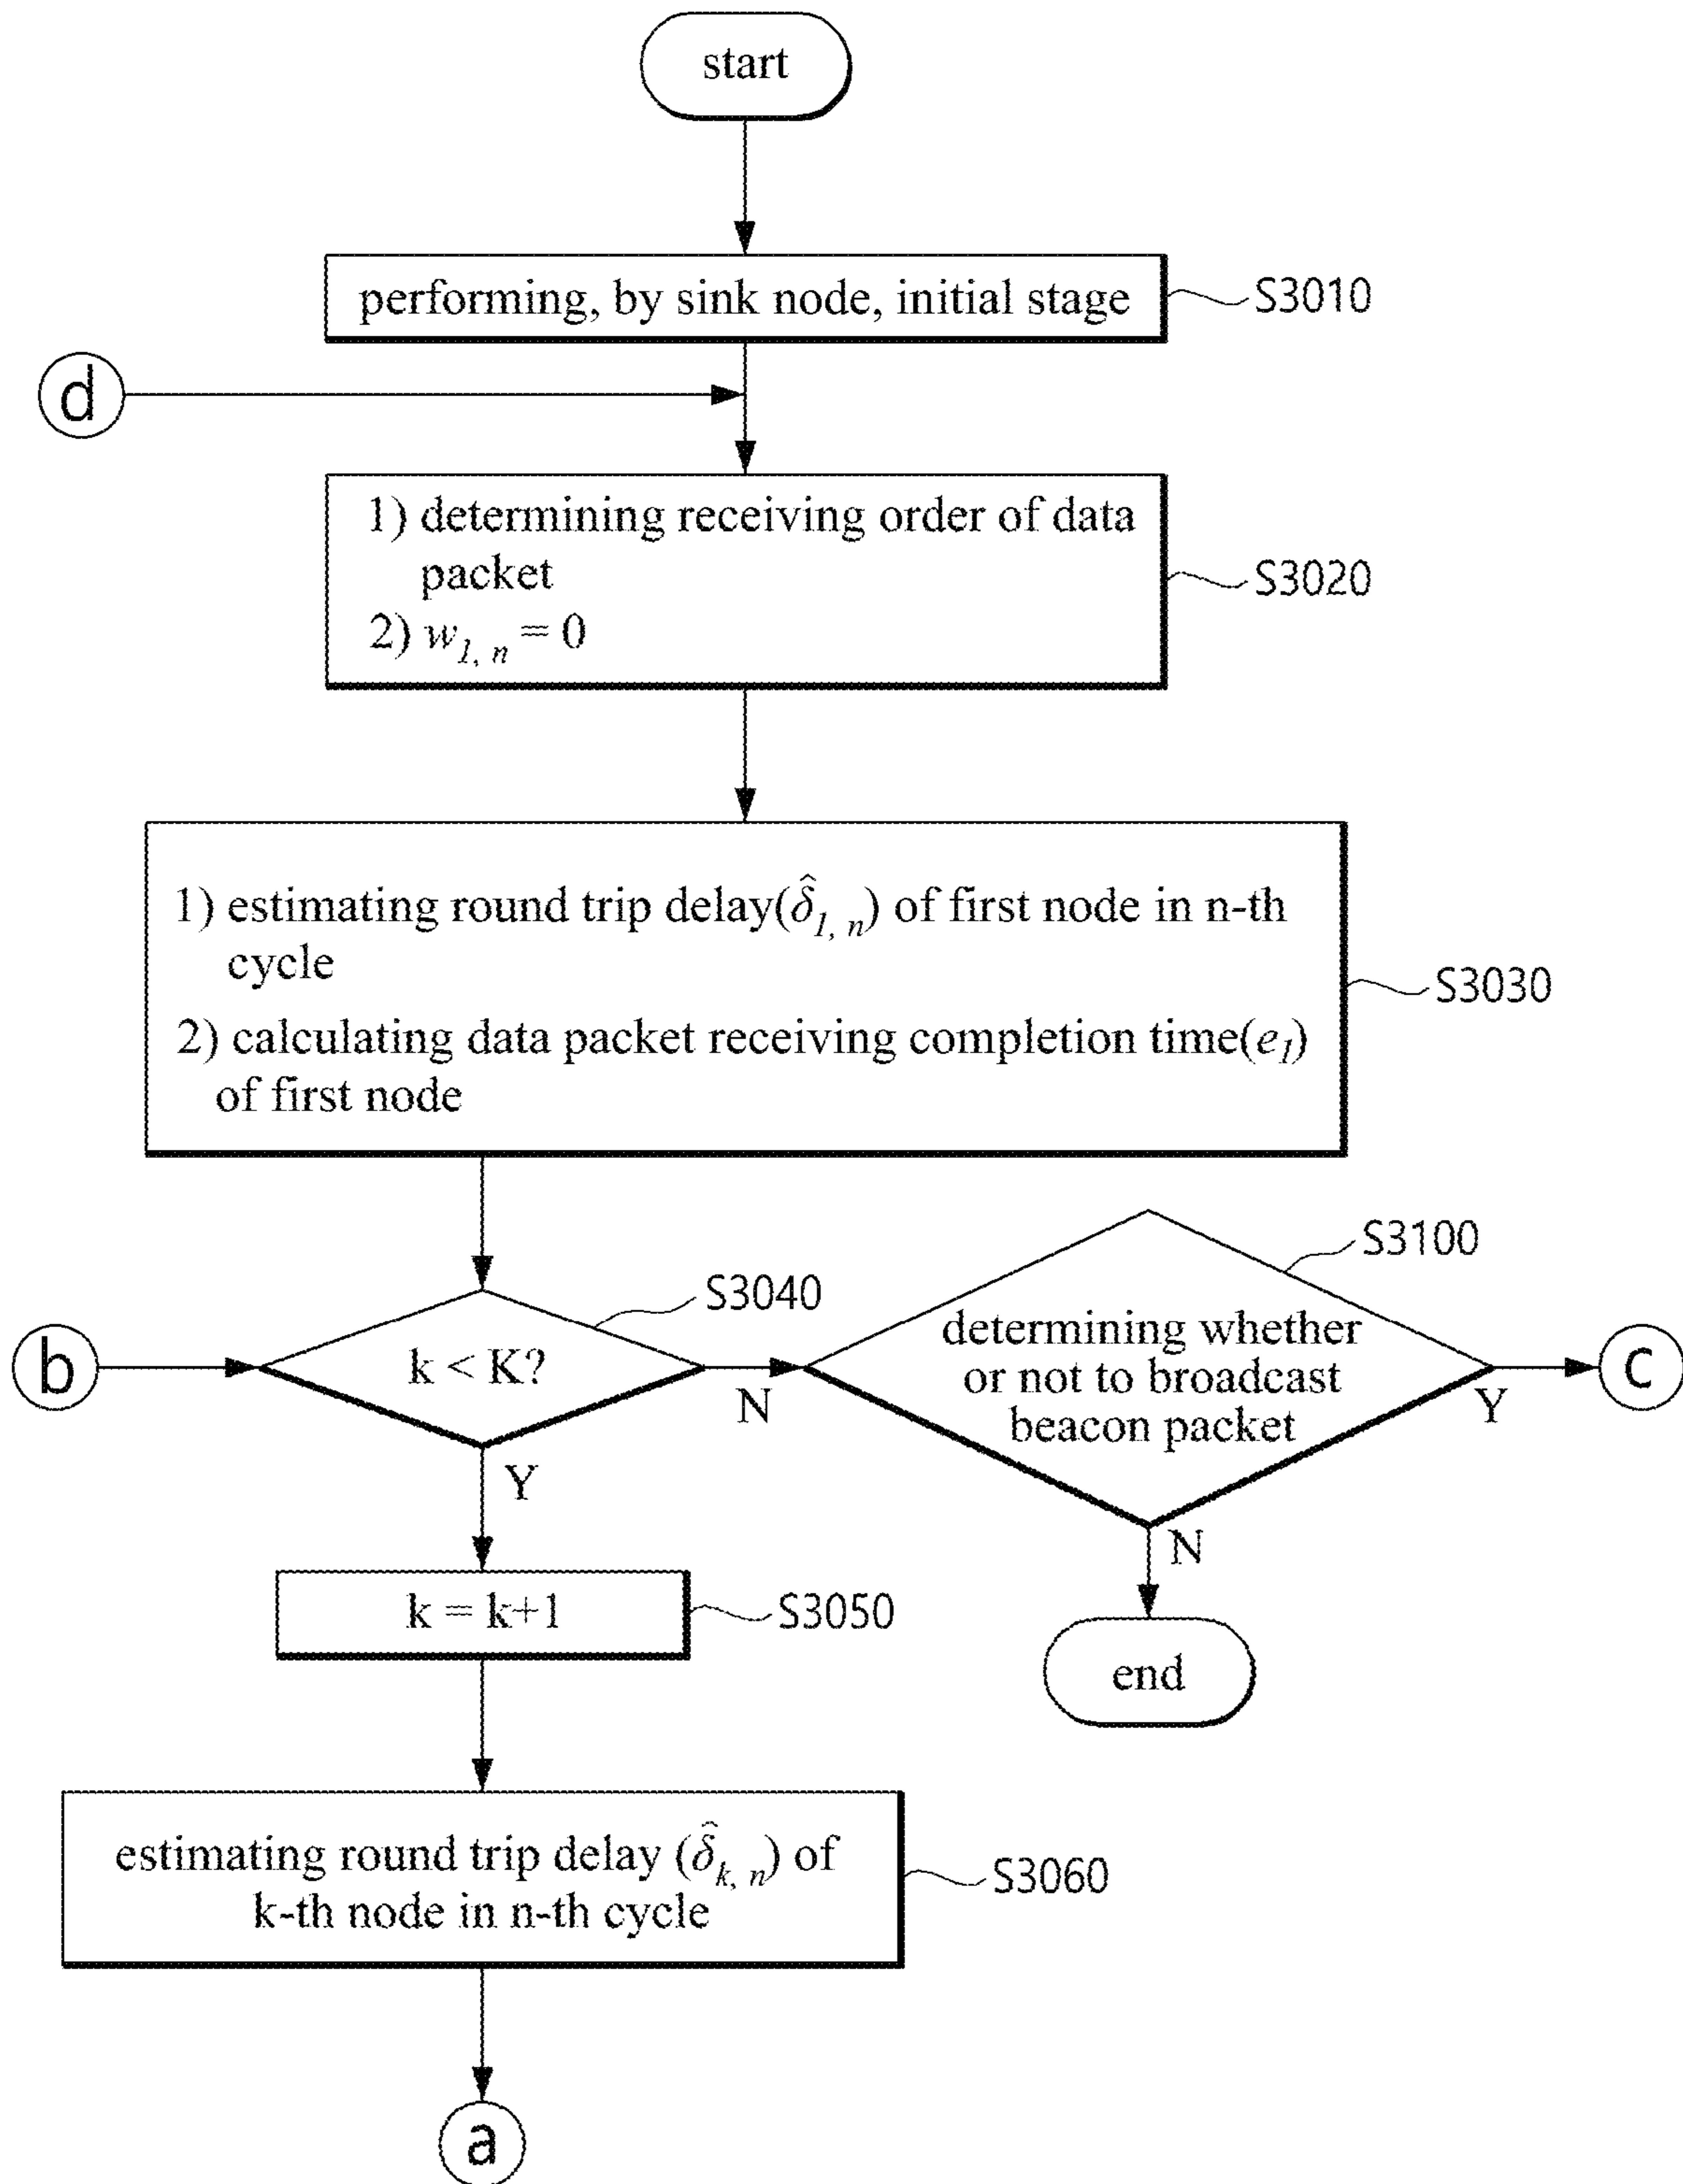 start
performing, by sink node, initial stage
S3010
d
1) determining receiving order of data
packet
2) w1, n = 0
S3020
1) estimating round trip delay(δ̂1, n) of first node in n-th
cycle
2) calculating data packet receiving completion time(e1)
of first node
S3030
S3040
S3100
b
k < K?
N
determining whether
or not to broadcast
beacon packet
Y
c
Y
N
k = k+1
S3050
end
estimating round trip delay (δ̂k, n) of
k-th node in n-th cycle
S3060
a